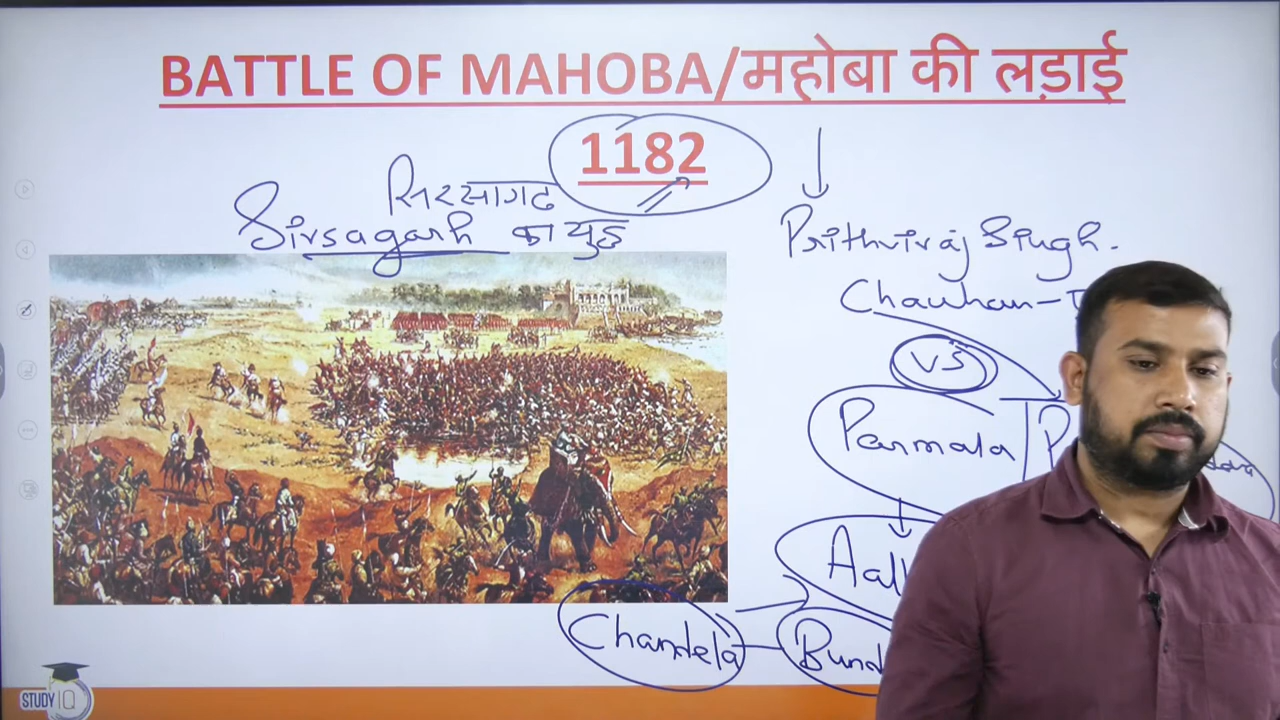 BATTLE OF MAHOBA/महोबा की लड़ाई
1182
सिरसागढ
Sirsagarh का युद्ध
Prithviraj Singh.
Chauhan-
VS
Parmala
Chandela
STUDY IQ